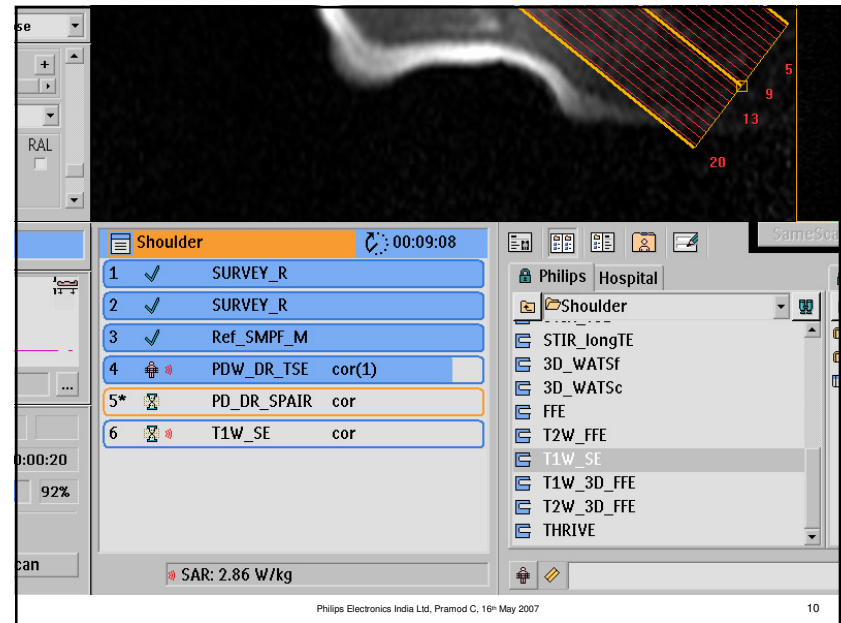 se
+
RAL
5
9
13
20
Shoulder 00:09:08
1 SURVEY_R
2 SURVEY_R
3 Ref_SMPF_M
4 PDW_DR_TSE cor(1)
5* PD_DR_SPAIR cor
6 T1W_SE cor
SAR: 2.86 W/kg
...
0:00:20
92%
can
SameSca
Philips Hospital
Shoulder
STIR_longTE
3D_WATSf
3D_WATSc
FFE
T2W_FFE
T1W_SE
T1W_3D_FFE
T2W_3D_FFE
THRIVE
Philips Electronics India Ltd, Pramod C, 16th May 2007 10